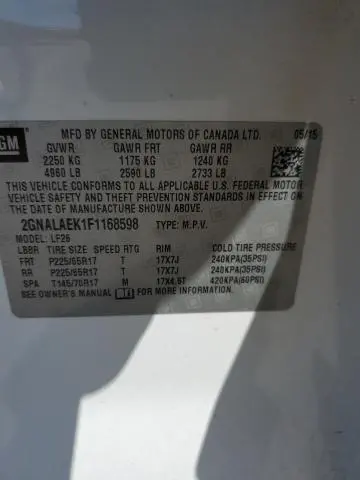 GM
MFD BY GENERAL MOTORS OF CANADA LTD. 05/15
GVWR GAWR FRT GAWR RR
2250 KG 1175 KG 1240 KG
4960 LB 2590 LB 2733 LB
THIS VEHICLE CONFORMS TO ALL APPLICABLE U.S. FEDERAL MOTOR
VEHICLE SAFETY, BUMPER, AND THEFT PREVENTION STANDARDS
IN EFFECT ON THE DATE OF MANUFACTURE SHOWN ABOVE.
2GNALAEK1F1168598 TYPE: M.P.V.
MODEL: LF26
LBBR TIRE SIZE SPEED RTG RIM COLD TIRE PRESSURE
FRT P225/65R17 T 17X7J 240KPA(35PSI)
RR P225/65R17 T 17X7J 240KPA(35PSI)
SPA T145/70R17 M 17X4.5T 420KPA(60PSI)
SEE OWNER'S MANUAL FOR MORE INFORMATION.